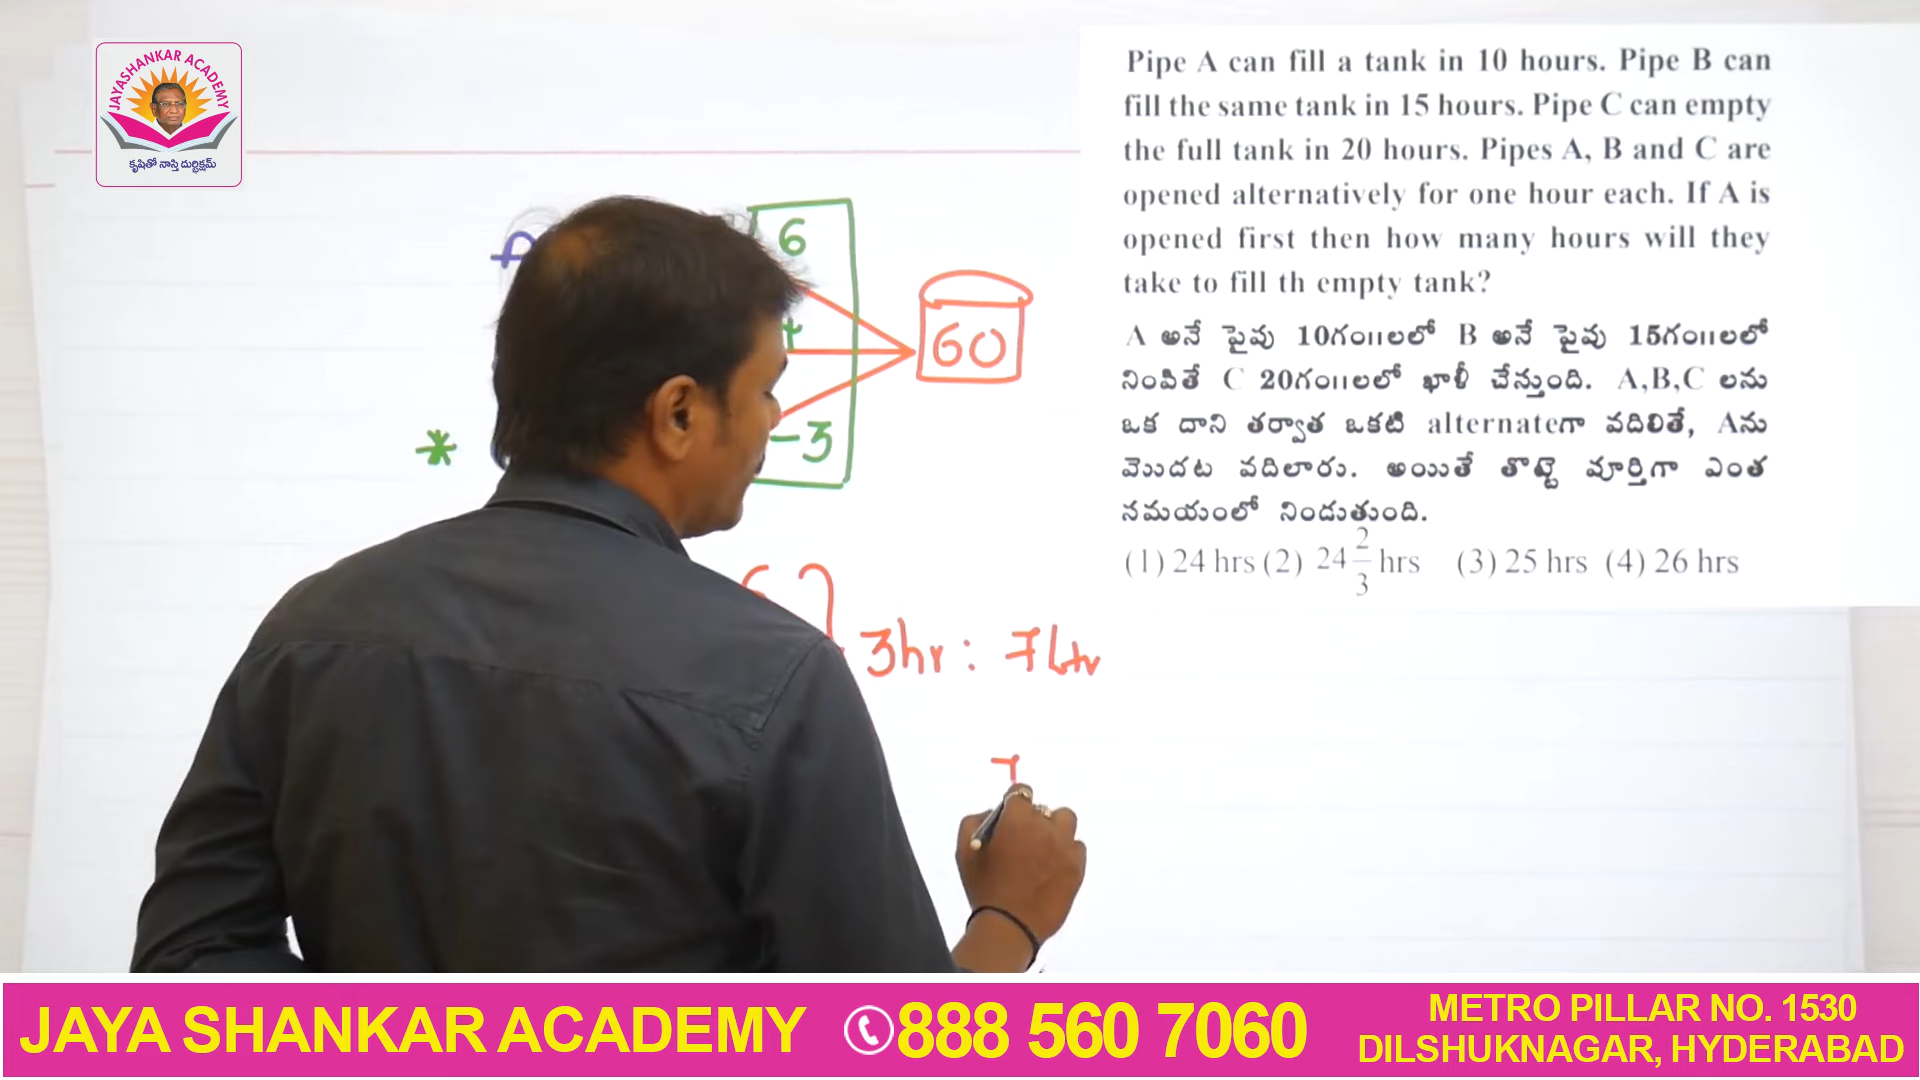 JAYASHANKAR ACADEMY
కృషితో నాస్తి దుర్భిక్షమ్
Pipe A can fill a tank in 10 hours. Pipe B can
fill the same tank in 15 hours. Pipe C can empty
the full tank in 20 hours. Pipes A, B and C are
opened alternatively for one hour each. If A is
opened first then how many hours will they
take to fill th empty tank?
A అనే పైపు 10గం॥లలో B అనే పైపు 15గం॥లలో
నింపితే C 20గం॥లలో ఖాళీ చేస్తుంది. A,B,C లను
ఒక దాని తర్వాత ఒకటి alternateగా వదిలితే, Aను
మొదట వదిలారు. అయితే తొట్టి పూర్తిగా ఎంత
సమయంలో నిండుతుంది.
(1) 24 hrs (2) 24 2/3 hrs (3) 25 hrs (4) 26 hrs
6
60
* -3
3hr : 7Ltr
7
JAYA SHANKAR ACADEMY
888 560 7060
METRO PILLAR NO. 1530
DILSHUKNAGAR, HYDERABAD